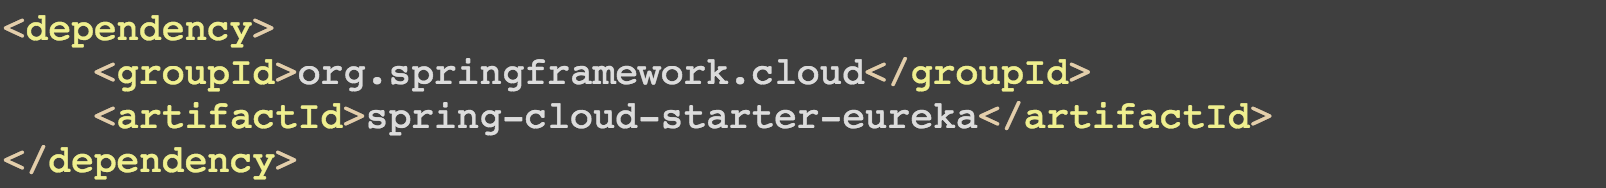 <dependency>
    <groupId>org.springframework.cloud</groupId>
    <artifactId>spring-cloud-starter-eureka</artifactId>
</dependency>